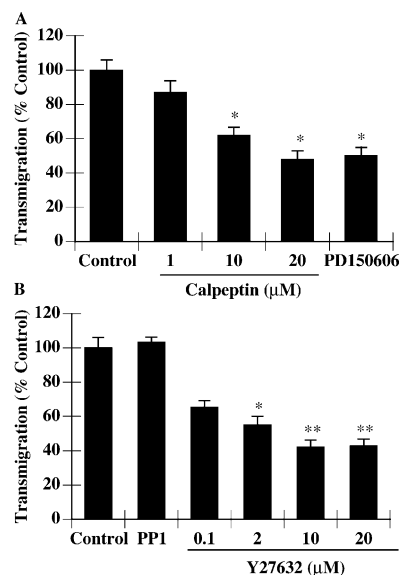 A
Transmigration (% Control)
120
100
80
60
40
20
0
*
*
*
Control 1 10 20 PD150606
Calpeptin (μM)
B
Transmigration (% Control)
120
100
80
60
40
20
0
*
**
**
Control PP1 0.1 2 10 20
Y27632 (μM)